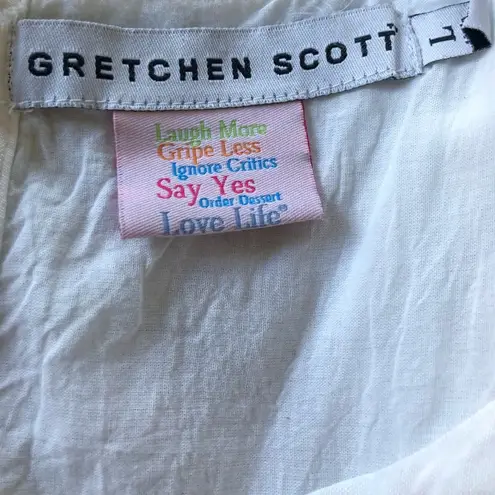 GRETCHEN SCOTT
L
Laugh More
Gripe Less
Ignore Critics
Say Yes
Order Dessert
Love Life®